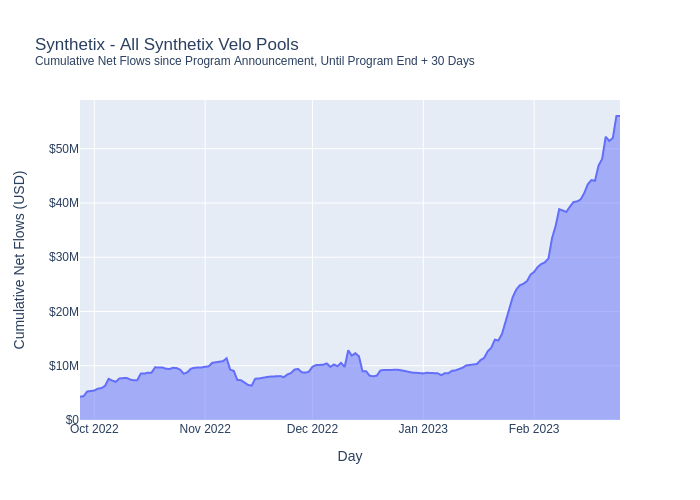 Synthetix - All Synthetix Velo Pools
Cumulative Net Flows since Program Announcement, Until Program End + 30 Days
Cumulative Net Flows (USD)
$50M
$40M
$30M
$20M
$10M
$0
Oct 2022
Nov 2022
Dec 2022
Jan 2023
Feb 2023
Day